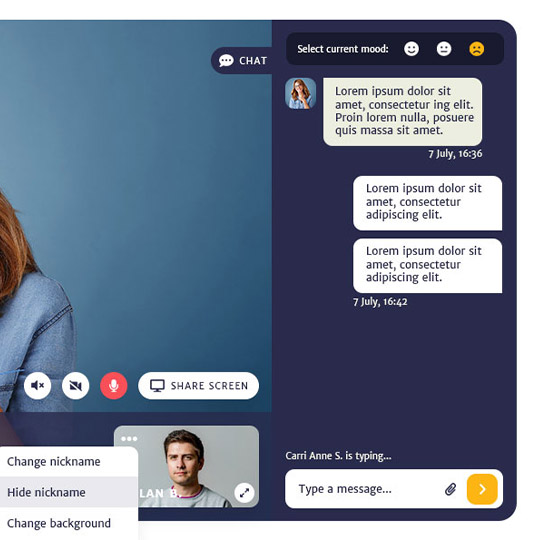 CHAT
Select current mood:
Lorem ipsum dolor sit
amet, consectetur ing elit.
Proin lorem nulla, posuere
quis massa sit amet.
7 July, 16:36
Lorem ipsum dolor sit
amet, consectetur
adipiscing elit.
Lorem ipsum dolor sit
amet, consectetur
adipiscing elit.
7 July, 16:42
SHARE SCREEN
Carri Anne S. is typing...
Type a message...
Change nickname
Hide nickname
Change background